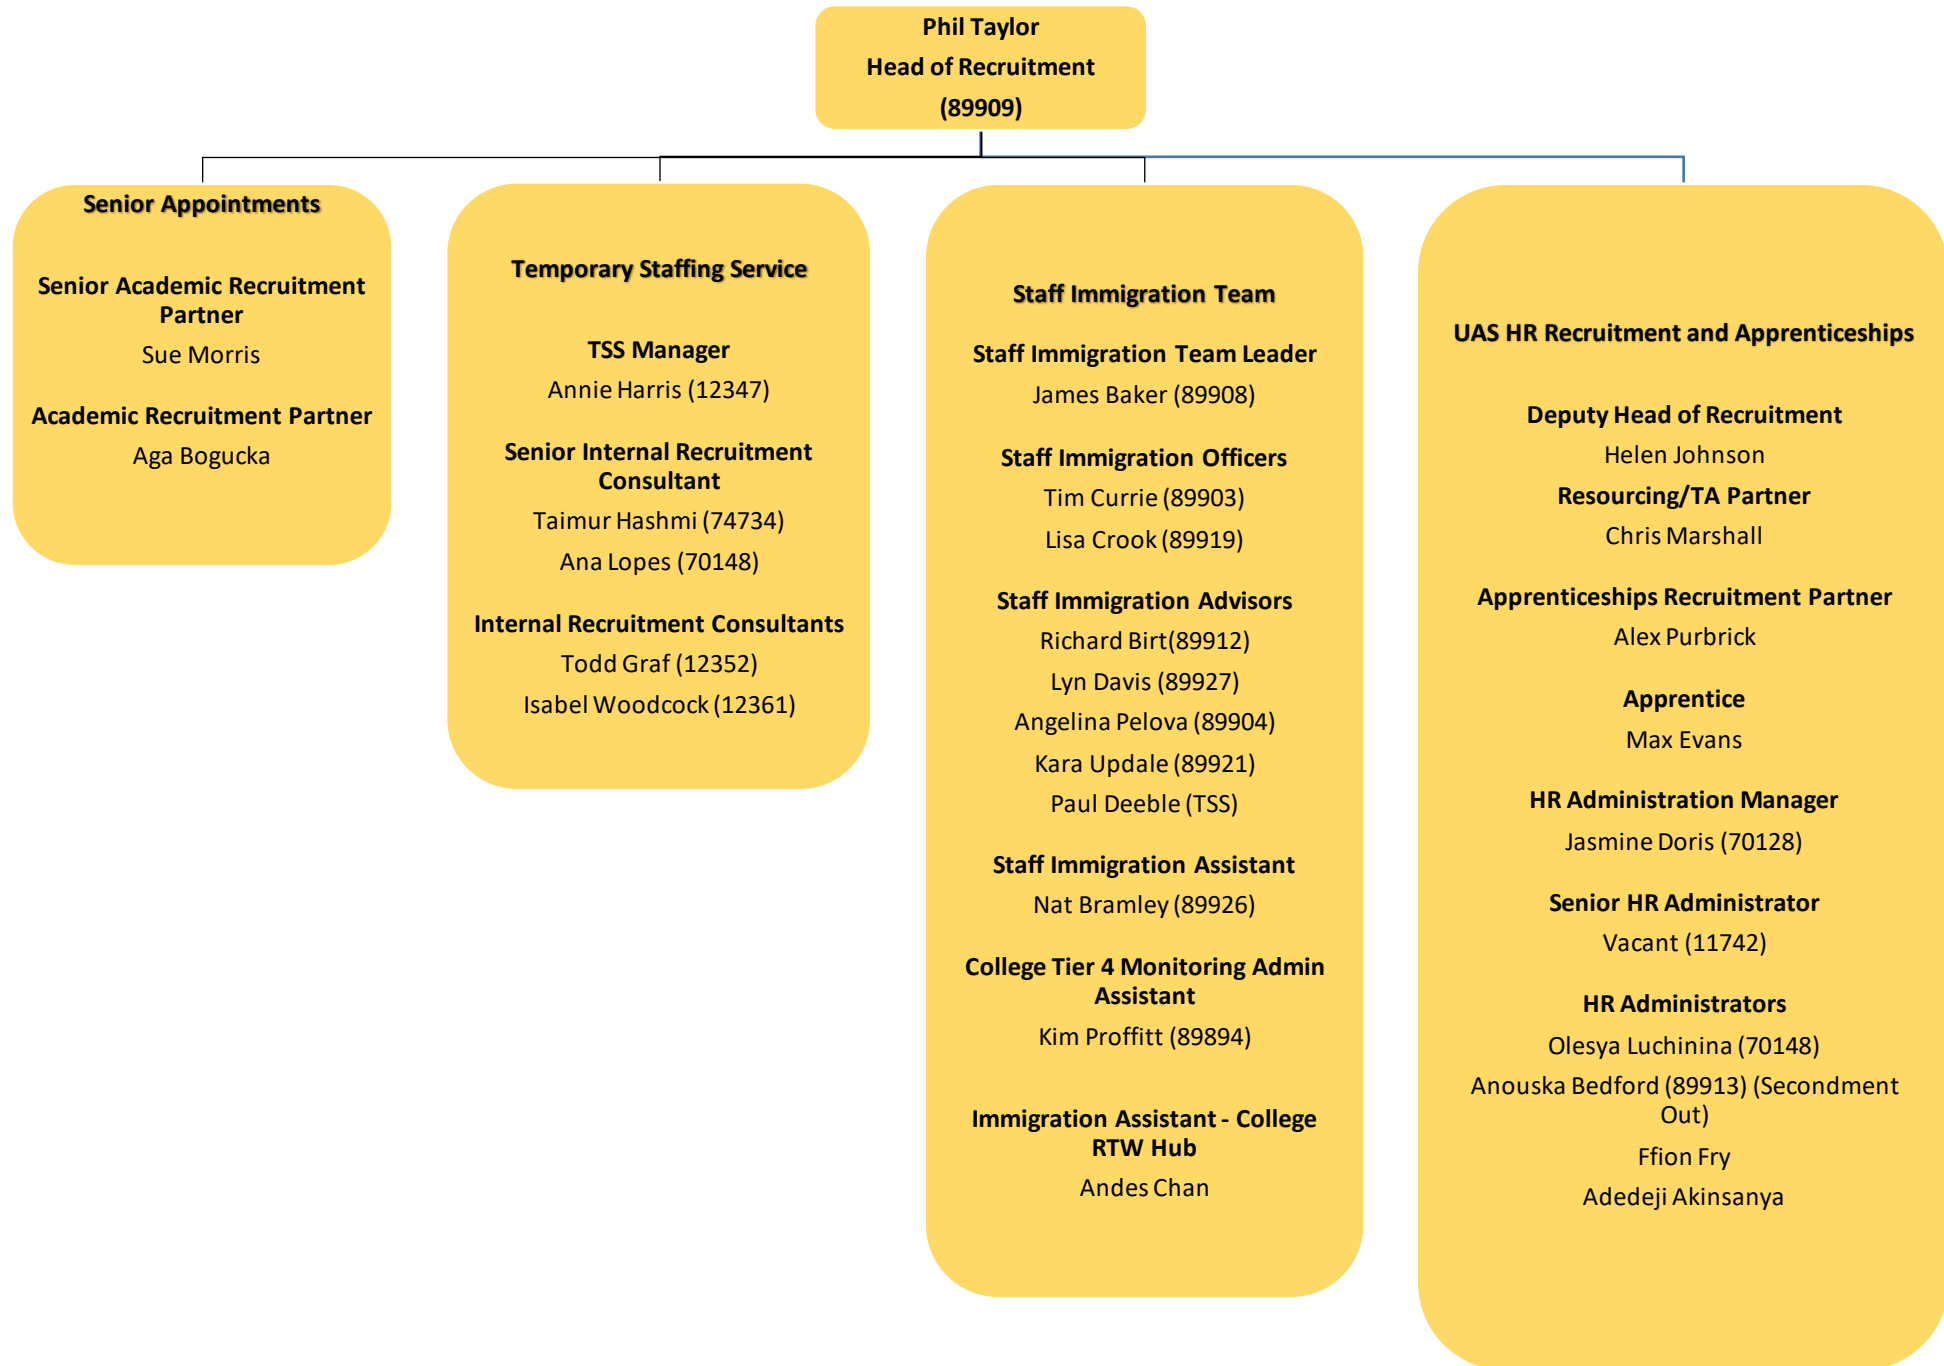 Phil Taylor
Head of Recruitment
(89909)
Senior Appointments
Senior Academic Recruitment
Partner
Sue Morris
Academic Recruitment Partner
Aga Bogucka
Temporary Staffing Service
TSS Manager
Annie Harris (12347)
Senior Internal Recruitment
Consultant
Taimur Hashmi (74734)
Ana Lopes (70148)
Internal Recruitment Consultants
Todd Graf (12352)
Isabel Woodcock (12361)
Staff Immigration Team
Staff Immigration Team Leader
James Baker (89908)
Staff Immigration Officers
Tim Currie (89903)
Lisa Crook (89919)
Staff Immigration Advisors
Richard Birt(89912)
Lyn Davis (89927)
Angelina Pelova (89904)
Kara Updale (89921)
Paul Deeble (TSS)
Staff Immigration Assistant
Nat Bramley (89926)
College Tier 4 Monitoring Admin
Assistant
Kim Proffitt (89894)
Immigration Assistant - College
RTW Hub
Andes Chan
UAS HR Recruitment and Apprenticeships
Deputy Head of Recruitment
Helen Johnson
Resourcing/TA Partner
Chris Marshall
Apprenticeships Recruitment Partner
Alex Purbrick
Apprentice
Max Evans
HR Administration Manager
Jasmine Doris (70128)
Senior HR Administrator
Vacant (11742)
HR Administrators
Olesya Luchinina (70148)
Anouska Bedford (89913) (Secondment
Out)
Ffion Fry
Adedeji Akinsanya